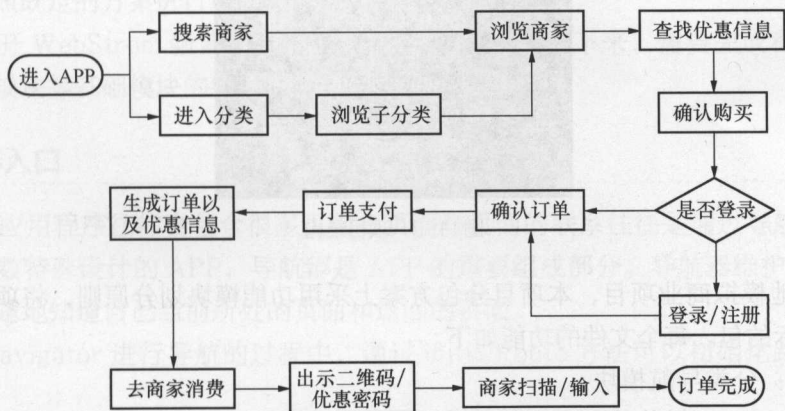 搜索商家
浏览商家
查找优惠信息
进入APP
进入分类
浏览子分类
确认购买
生成订单以
及优惠信息
订单支付
确认订单
是否登录
登录/注册
去商家消费
出示二维码/
优惠密码
商家扫描/输入
订单完成